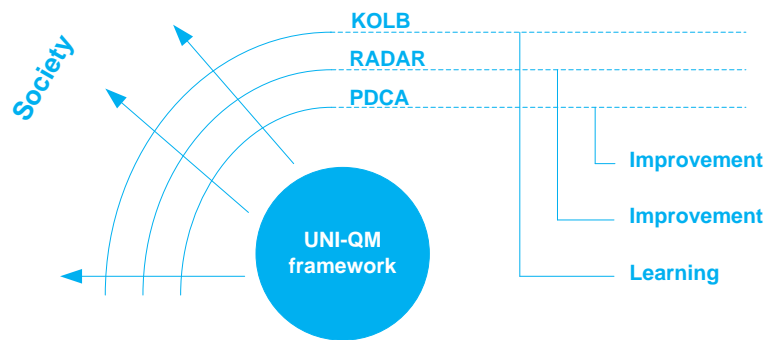 KOLB
RADAR
PDCA
Society
Improvement
Improvement
Learning
UNI-QM
framework